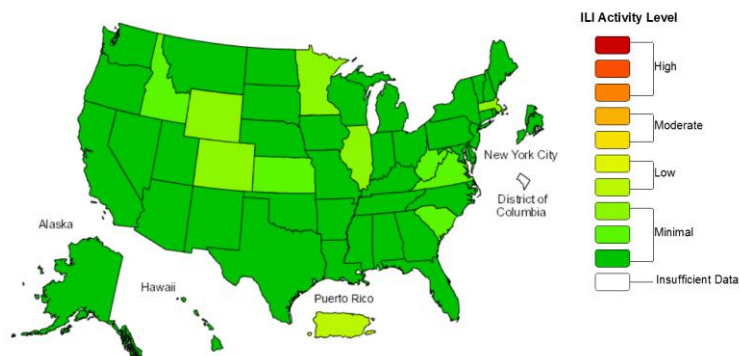 ILI Activity Level
High
Moderate
Low
Minimal
Insufficient Data
New York City
District of
Columbia
Alaska
Hawaii
Puerto Rico